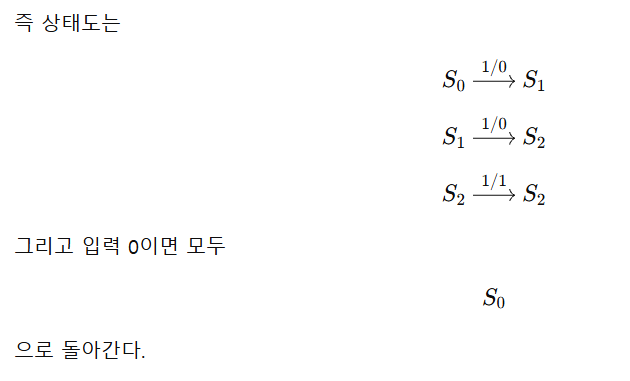 즉 상태도는
S₀ —1/0→ S₁
S₁ —1/0→ S₂
S₂ —1/1→ S₂
그리고 입력 0이면 모두
S₀
으로 돌아간다.